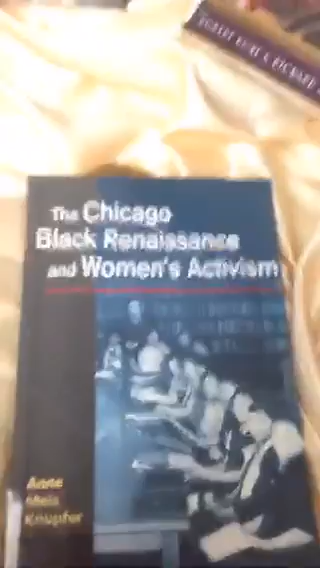 The Chicago
Black Renaissance
and Women's Activism
Anne
Meis
Knupfer